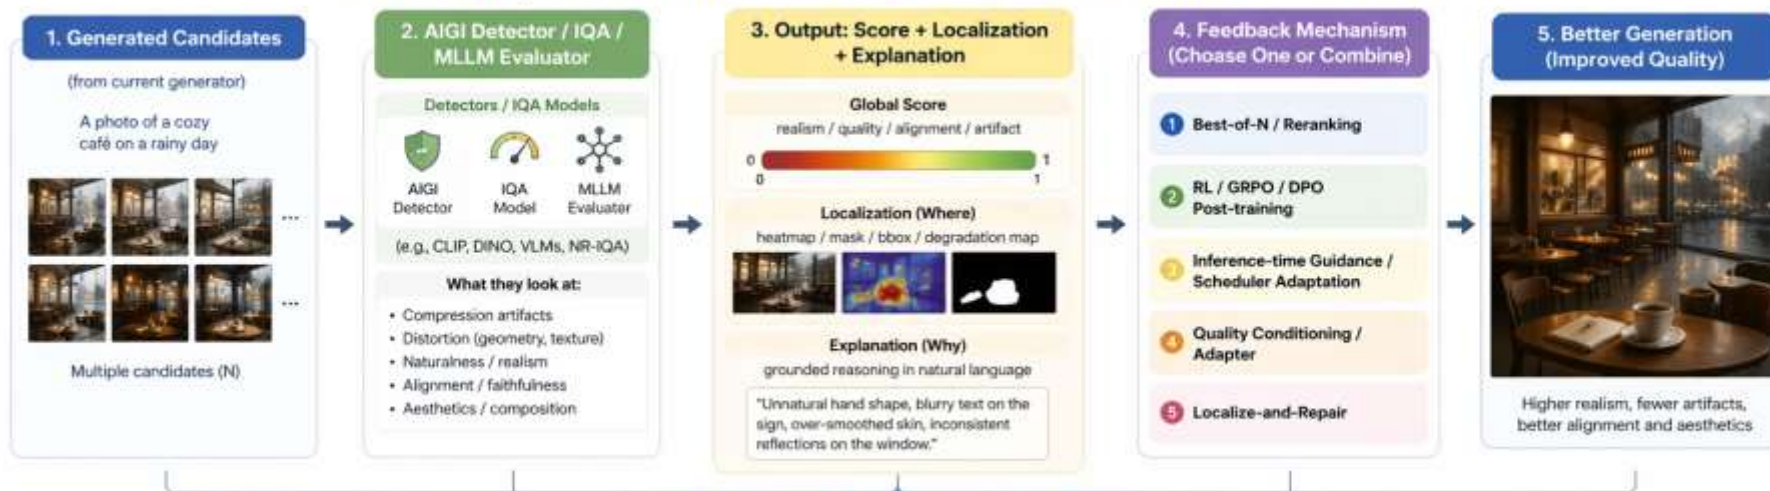 1. Generated Candidates
(from current generator)
A photo of a cozy
café on a rainy day
...
...
Multiple candidates (N)
2. AIGI Detector / IQA /
MLLM Evaluator
Detectors / IQA Models
AIGI
Detector
IQA
Model
MLLM
Evaluator
(e.g., CLIP, DINO, VLMs, NR-IQA)
What they look at:
• Compression artifacts
• Distortion (geometry, texture)
• Naturalness / realism
• Alignment / faithfulness
• Aesthetics / composition
3. Output: Score + Localization
+ Explanation
Global Score
realism / quality / alignment / artifact
0 1
0 1
Localization (Where)
heatmap / mask / bbox / degradation map
Explanation (Why)
grounded reasoning in natural language
"Unnatural hand shape, blurry text on the
sign, over-smoothed skin, inconsistent
reflections on the window."
4. Feedback Mechanism
(Choase One or Combine)
1 Best-of-N / Reranking
2 RL / GRPO / DPO
Post-training
3 Inference-time Guidance /
Scheduler Adaptation
4 Quality Conditioning /
Adapter
5 Localize-and-Repair
5. Better Generation
(Improved Quality)
Higher realism, fewer artifacts,
better alignment and aesthetics